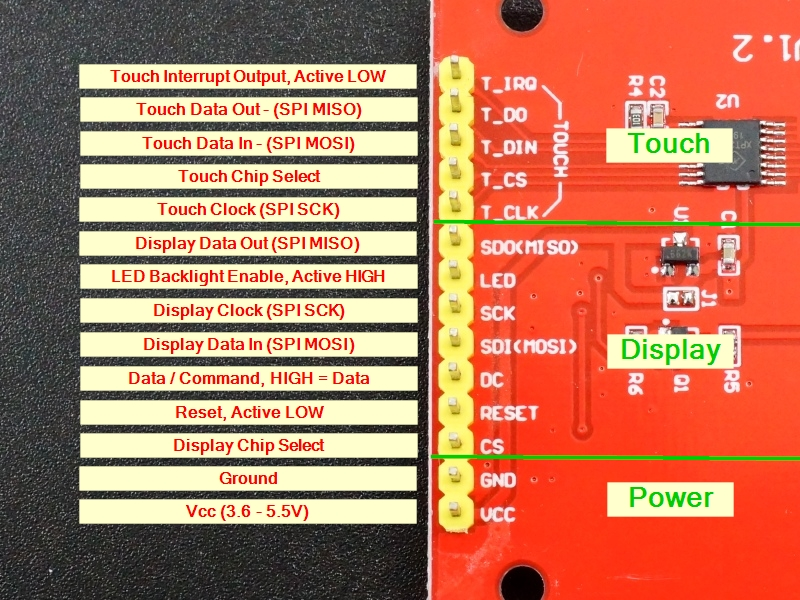 V1.2
Touch Interrupt Output, Active LOW
T_IRQ
R4
C2
U2
Touch Data Out - (SPI MISO)
T_DO
Touch Data In - (SPI MOSI)
T_DIN
TOUCH
Touch
Touch Chip Select
T_CS
Touch Clock (SPI SCK)
T_CLK
C1
Display Data Out (SPI MISO)
SDO(MISO)
LED Backlight Enable, Active HIGH
LED
J1
Display Clock (SPI SCK)
SCK
Display Data In (SPI MOSI)
SDI(MOSI)
Display
Data / Command, HIGH = Data
DC
R6
Q1
R5
Reset, Active LOW
RESET
Display Chip Select
CS
Ground
GND
Power
Vcc (3.6 - 5.5V)
VCC